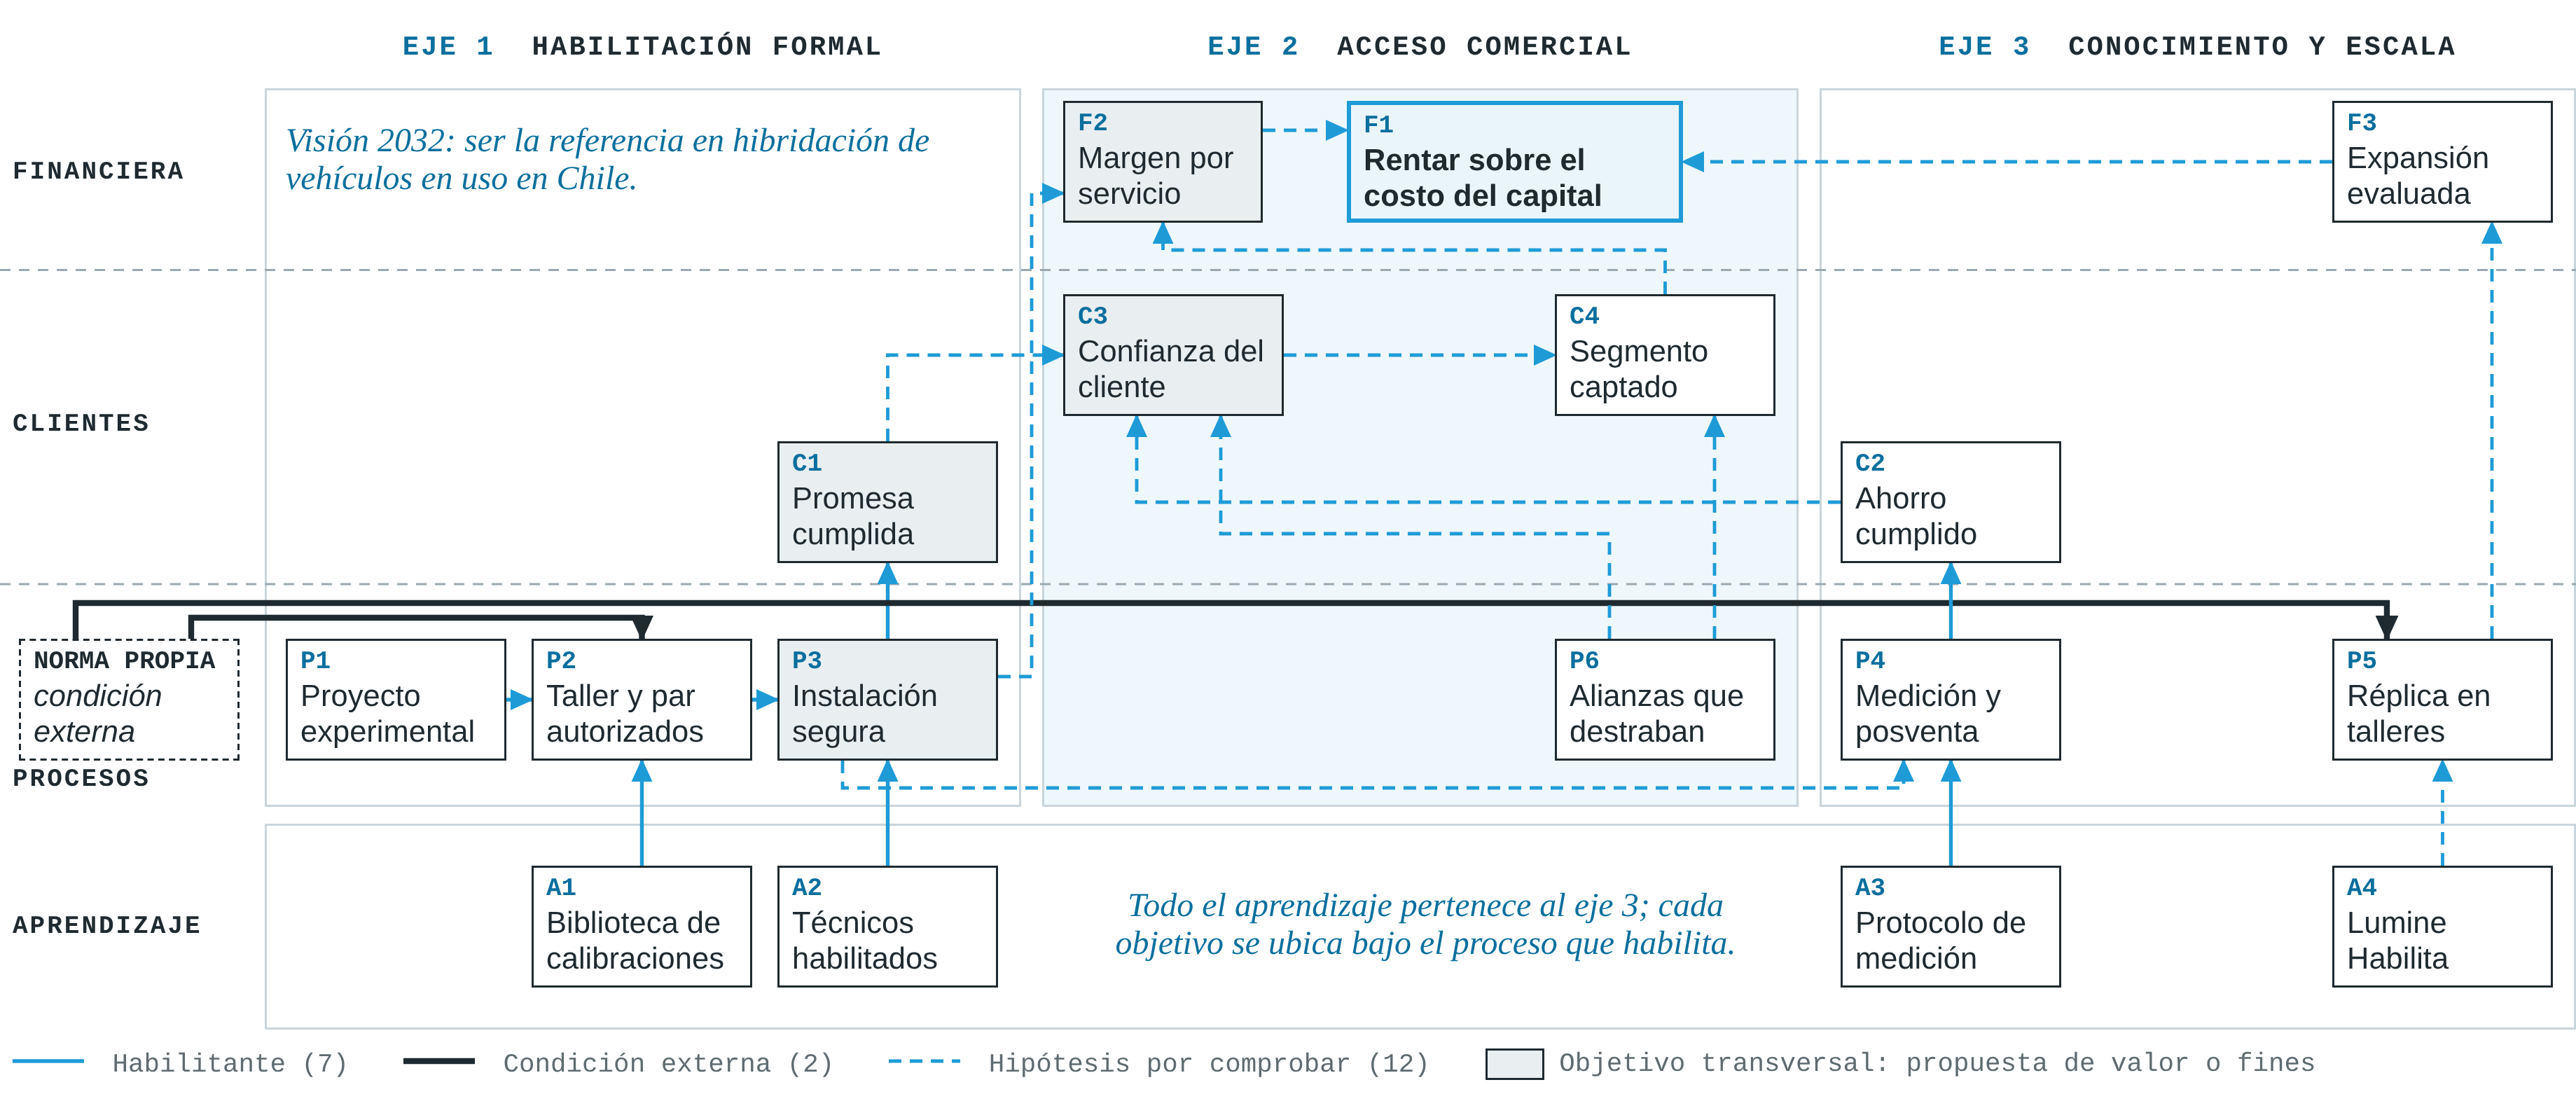 EJE 1 HABILITACIÓN FORMAL
EJE 2 ACCESO COMERCIAL
EJE 3 CONOCIMIENTO Y ESCALA
FINANCIERA
Visión 2032: ser la referencia en hibridación de
vehículos en uso en Chile.
F2
Margen por
servicio
F1
Rentar sobre el
costo del capital
F3
Expansión
evaluada
CLIENTES
C3
Confianza del
cliente
C4
Segmento
captado
C1
Promesa
cumplida
C2
Ahorro
cumplido
NORMA PROPIA
condición
externa
PROCESOS
P1
Proyecto
experimental
P2
Taller y par
autorizados
P3
Instalación
segura
P6
Alianzas que
destraban
P4
Medición y
posventa
P5
Réplica en
talleres
APRENDIZAJE
A1
Biblioteca de
calibraciones
A2
Técnicos
habilitados
Todo el aprendizaje pertenece al eje 3; cada
objetivo se ubica bajo el proceso que habilita.
A3
Protocolo de
medición
A4
Lumine
Habilita
Habilitante (7)
Condición externa (2)
Hipótesis por comprobar (12)
Objetivo transversal: propuesta de valor o fines